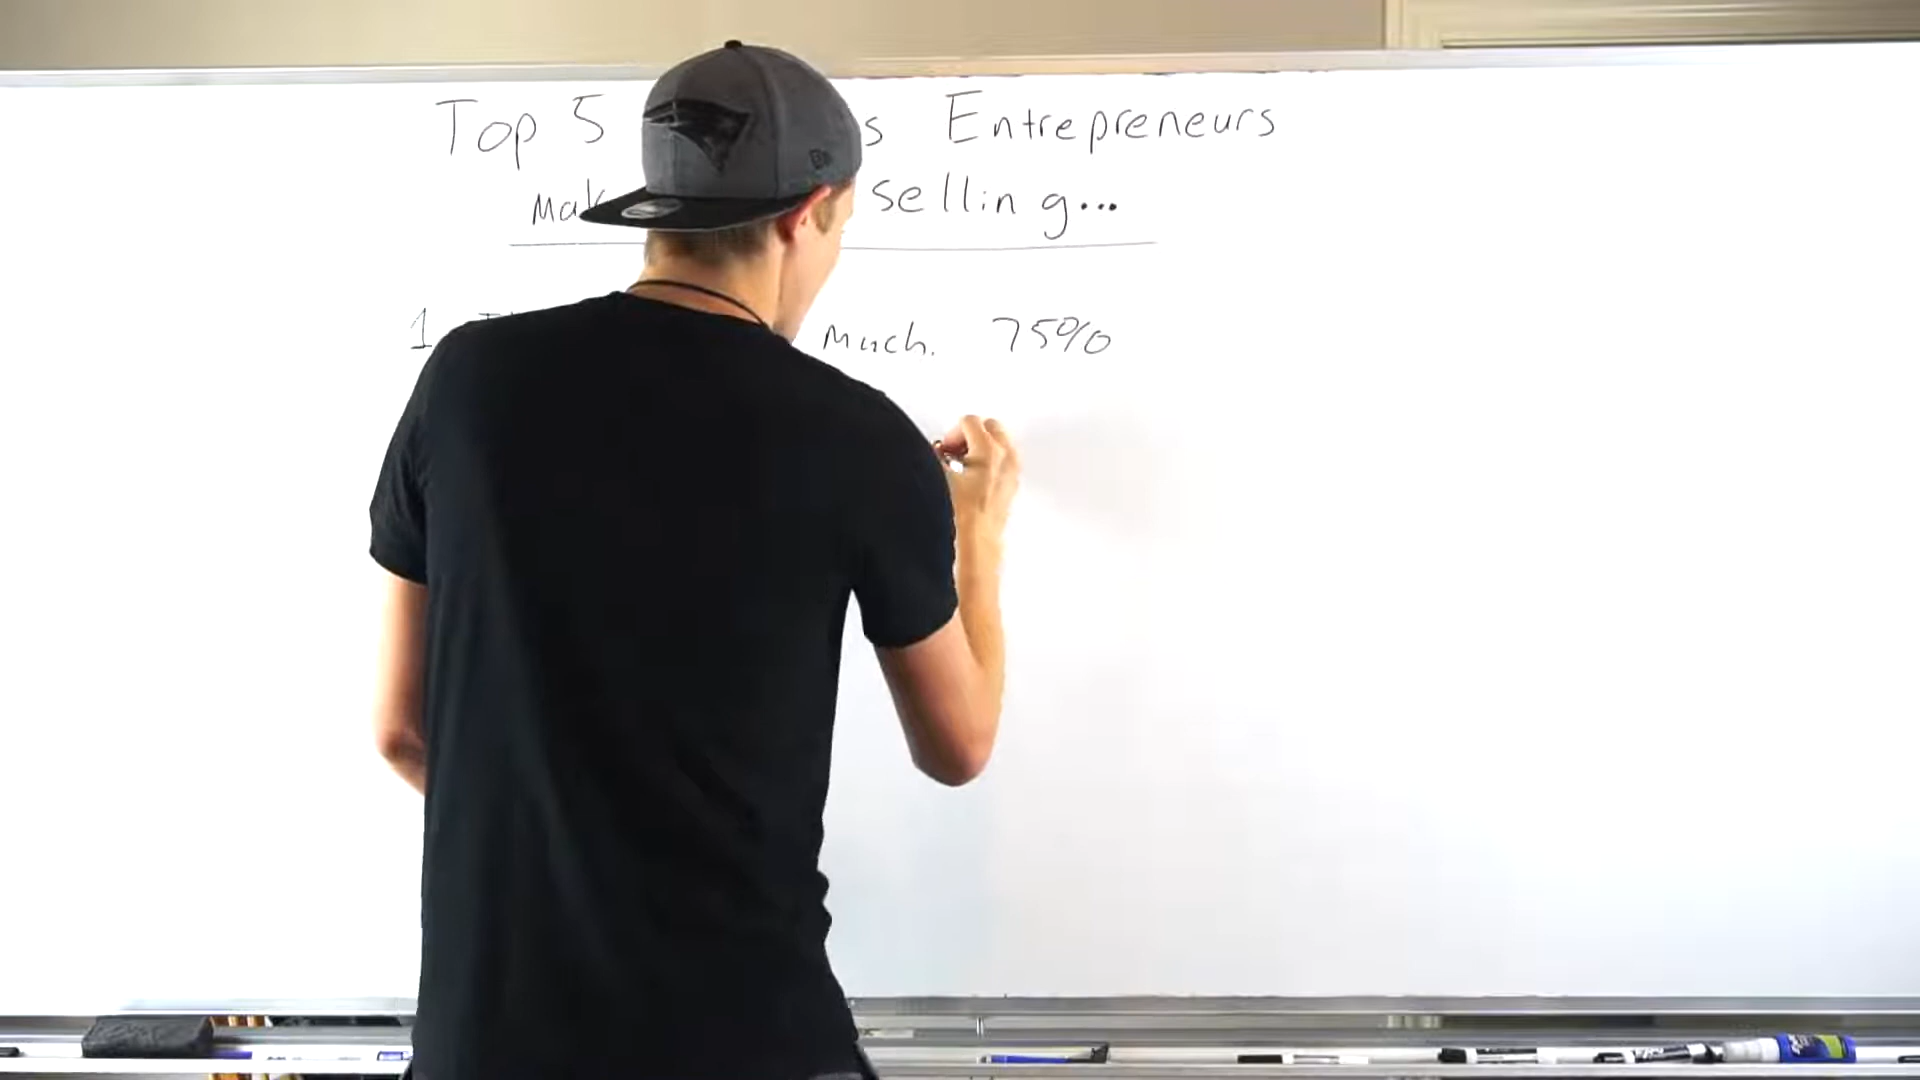 Top 5 s Entrepreneurs
mak selling...
1 much. 75%